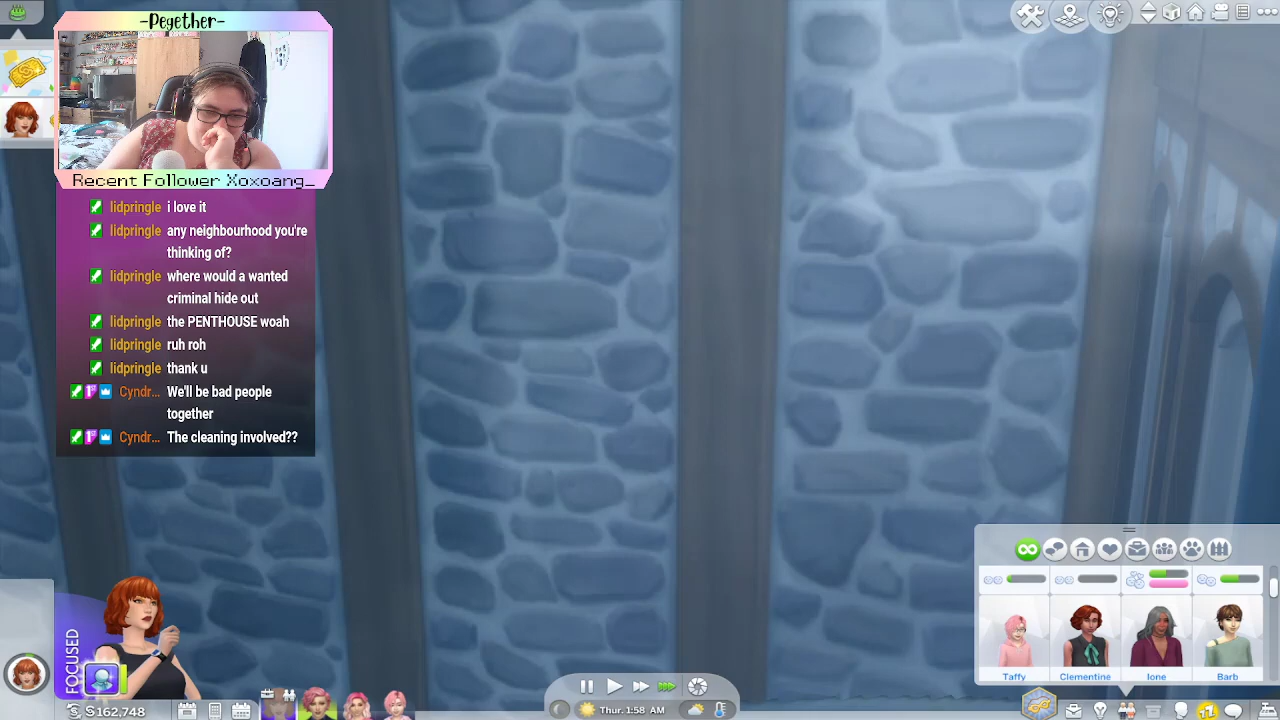 -Pegether-
Recent Follower Xoxoang_
lidpringle i love it
lidpringle any neighbourhood you're
thinking of?
lidpringle where would a wanted
criminal hide out
lidpringle the PENTHOUSE woah
lidpringle ruh roh
lidpringle thank u
Cyndr... We'll be bad people
together
Cyndr... The cleaning involved??
FOCUSED
§162,748
Thur. 1:58 AM
Taffy
Clementine
Ione
Barb